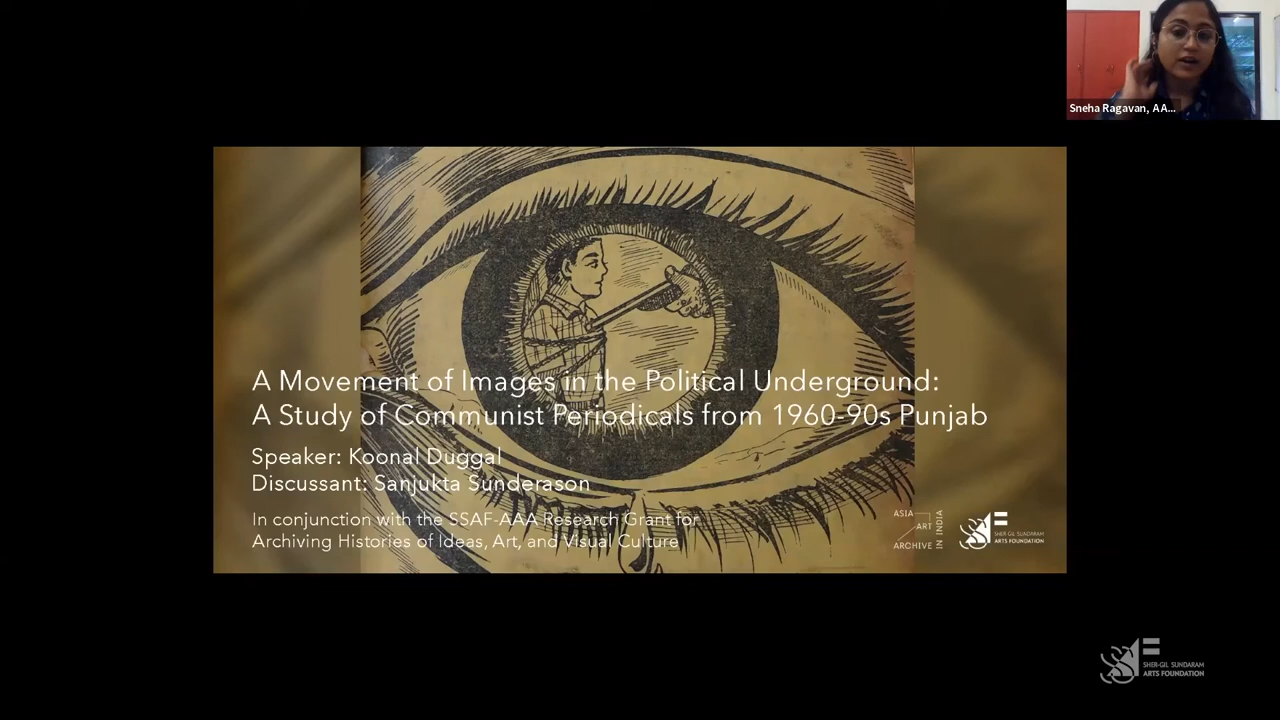 Sneha Ragavan, AA...
A Movement of Images in the Political Underground:
A Study of Communist Periodicals from 1960-90s Punjab
Speaker: Koonal Duggal
Discussant: Sanjukta Sunderason
In conjunction with the SSAF-AAA Research Grant for
Archiving Histories of Ideas, Art, and Visual Culture
ASIA
ART
ARCHIVE
IN INDIA
SHER-GIL SUNDARAM
ARTS FOUNDATION
SHER-GIL SUNDARAM
ARTS FOUNDATION